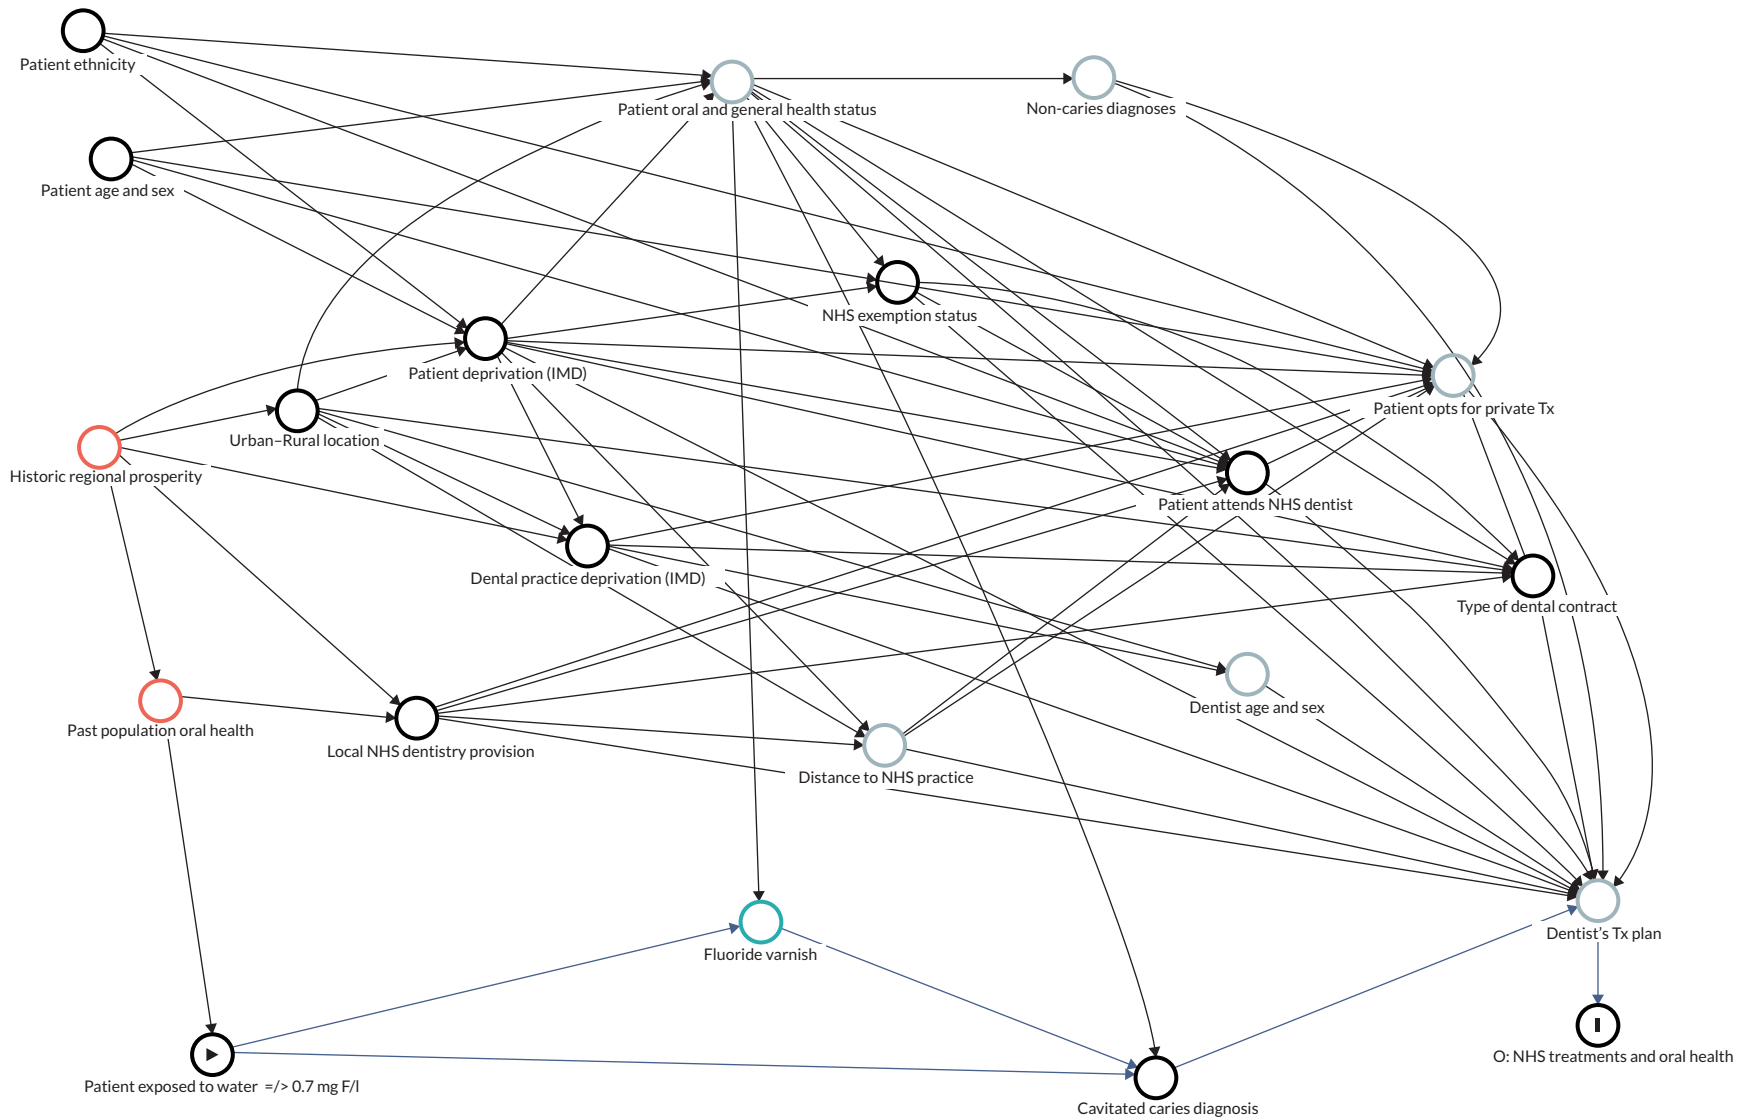 Patient ethnicity
Patient oral and general health status
Non-caries diagnoses
Patient age and sex
NHS exemption status
Patient deprivation (IMD)
Patient opts for private Tx
Urban–Rural location
Historic regional prosperity
Patient attends NHS dentist
Dental practice deprivation (IMD)
Type of dental contract
Dentist age and sex
Past population oral health
Local NHS dentistry provision
Distance to NHS practice
Dentist's Tx plan
Fluoride varnish
O: NHS treatments and oral health
Patient exposed to water =/> 0.7 mg F/l
Cavitated caries diagnosis